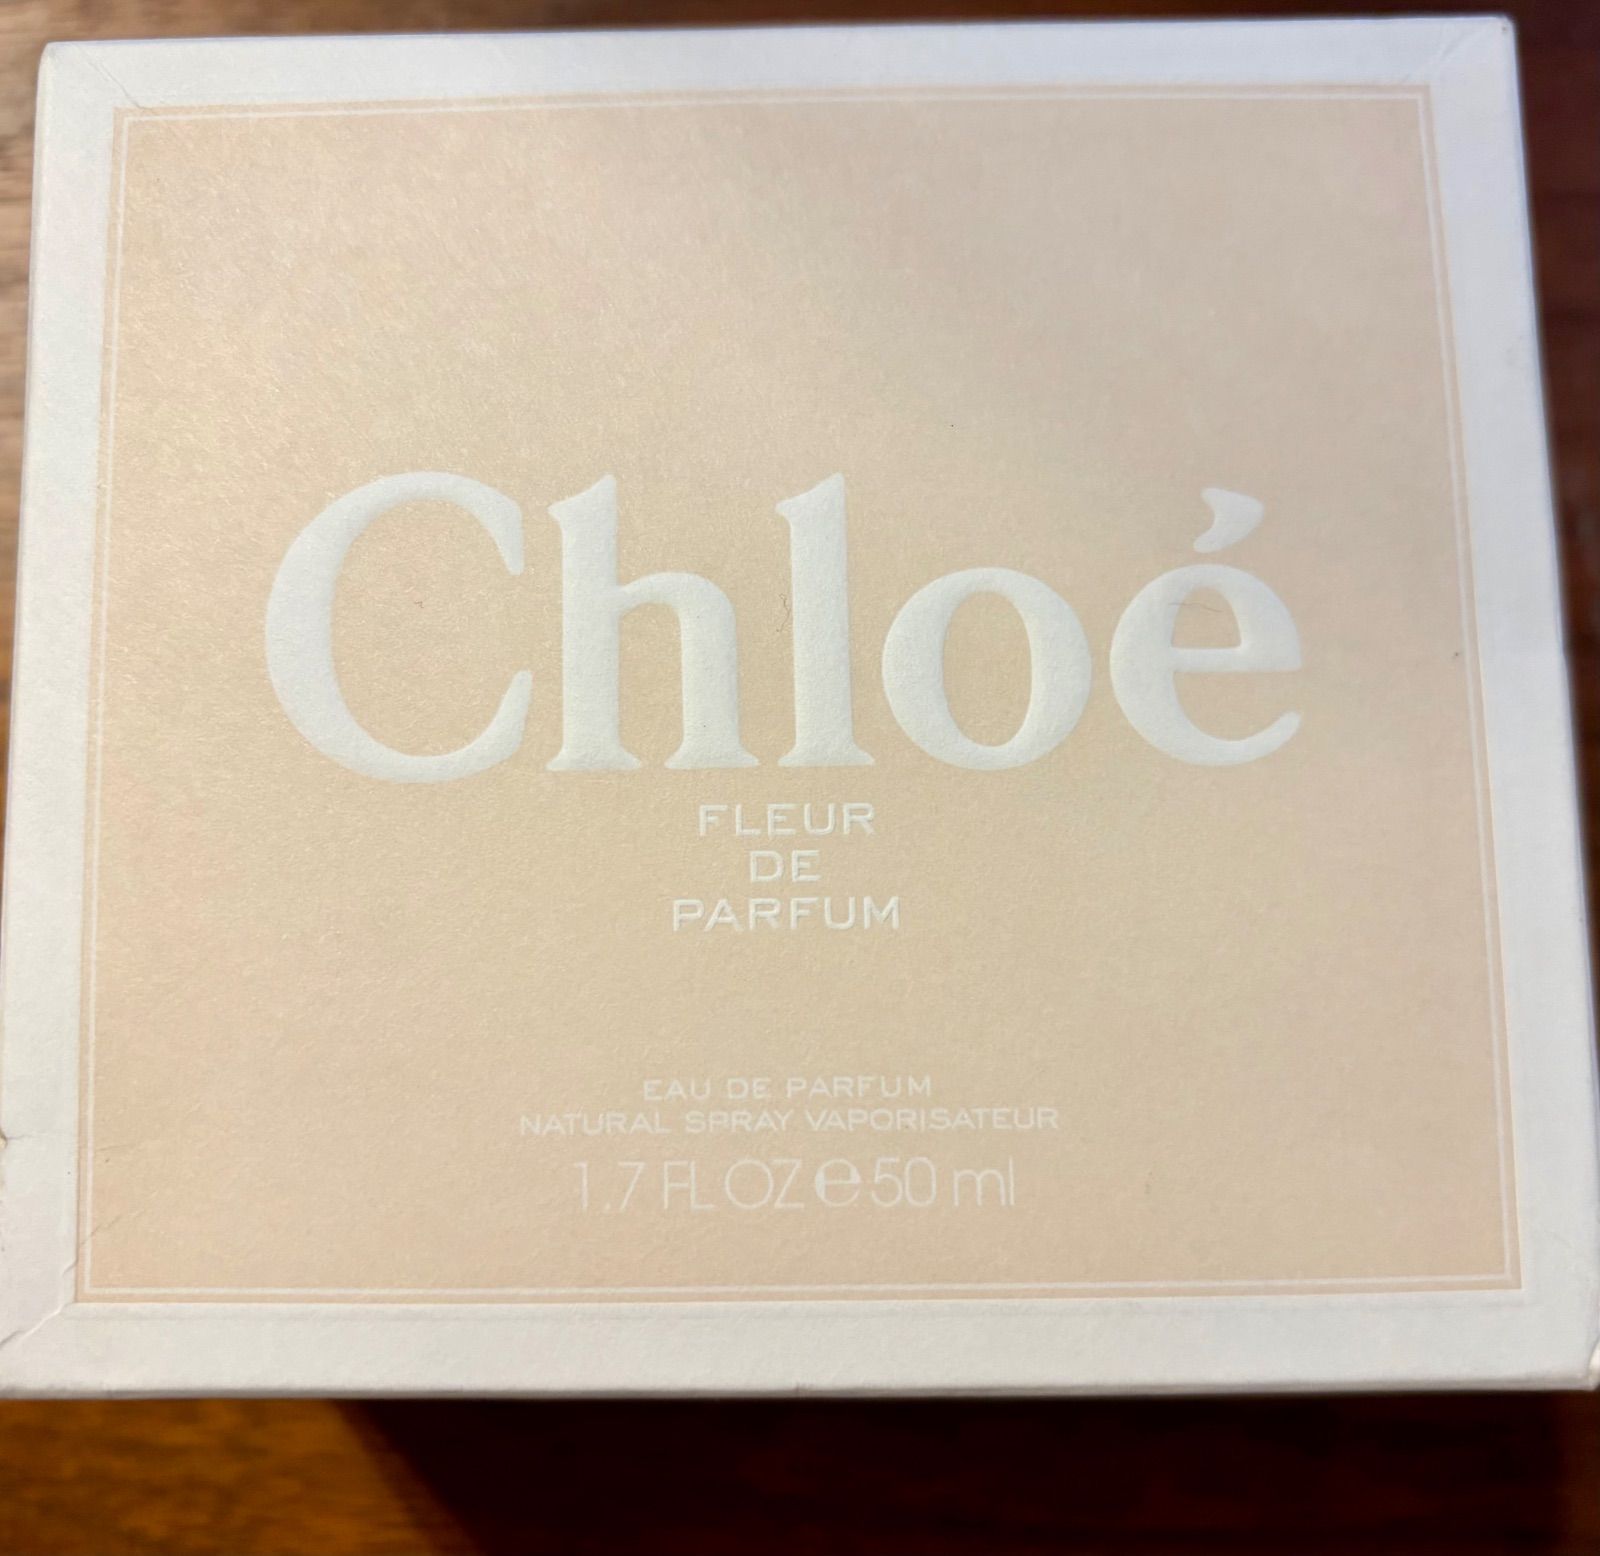 Chloé
FLEUR
DE
PARFUM
EAU DE PARFUM
NATURAL SPRAY VAPORISATEUR
1.7 FL OZ e 50 ml